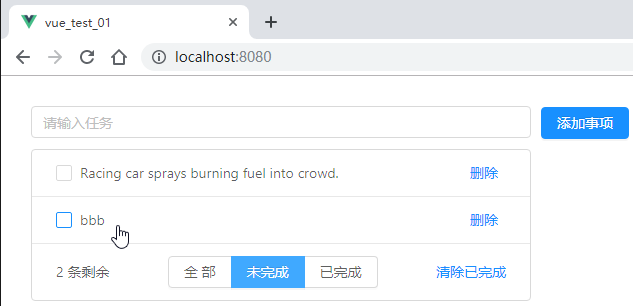 vue_test_01
localhost:8080
请输入任务 添加事项
Racing car sprays burning fuel into crowd. 删除
bbb 删除
2 条剩余 全 部 未完成 已完成 清除已完成